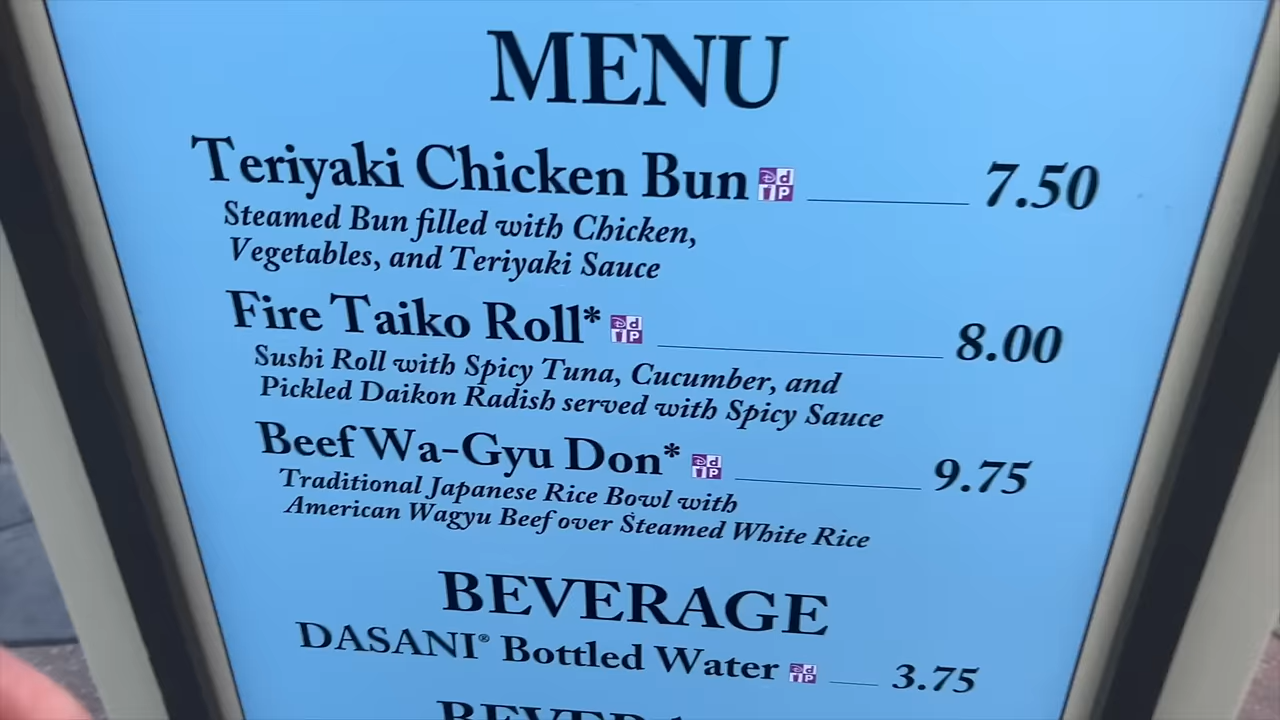 MENU
Teriyaki Chicken Bun 7.50
Steamed Bun filled with Chicken,
Vegetables, and Teriyaki Sauce
Fire Taiko Roll* 8.00
Sushi Roll with Spicy Tuna, Cucumber, and
Pickled Daikon Radish served with Spicy Sauce
Beef Wa-Gyu Don* 9.75
Traditional Japanese Rice Bowl with
American Wagyu Beef over Steamed White Rice
BEVERAGE
DASANI® Bottled Water 3.75